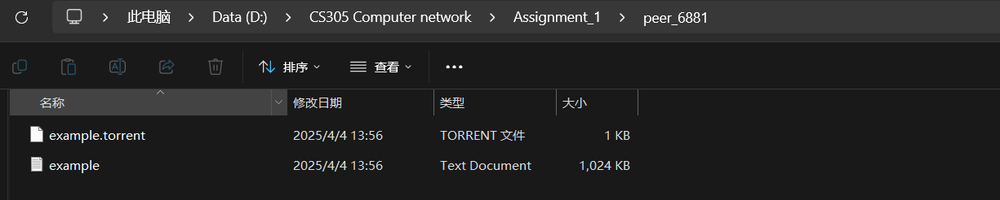 此电脑 > Data (D:) > CS305 Computer network > Assignment_1 > peer_6881
排序 查看
名称 修改日期 类型 大小
example.torrent 2025/4/4 13:56 TORRENT 文件 1 KB
example 2025/4/4 13:56 Text Document 1,024 KB